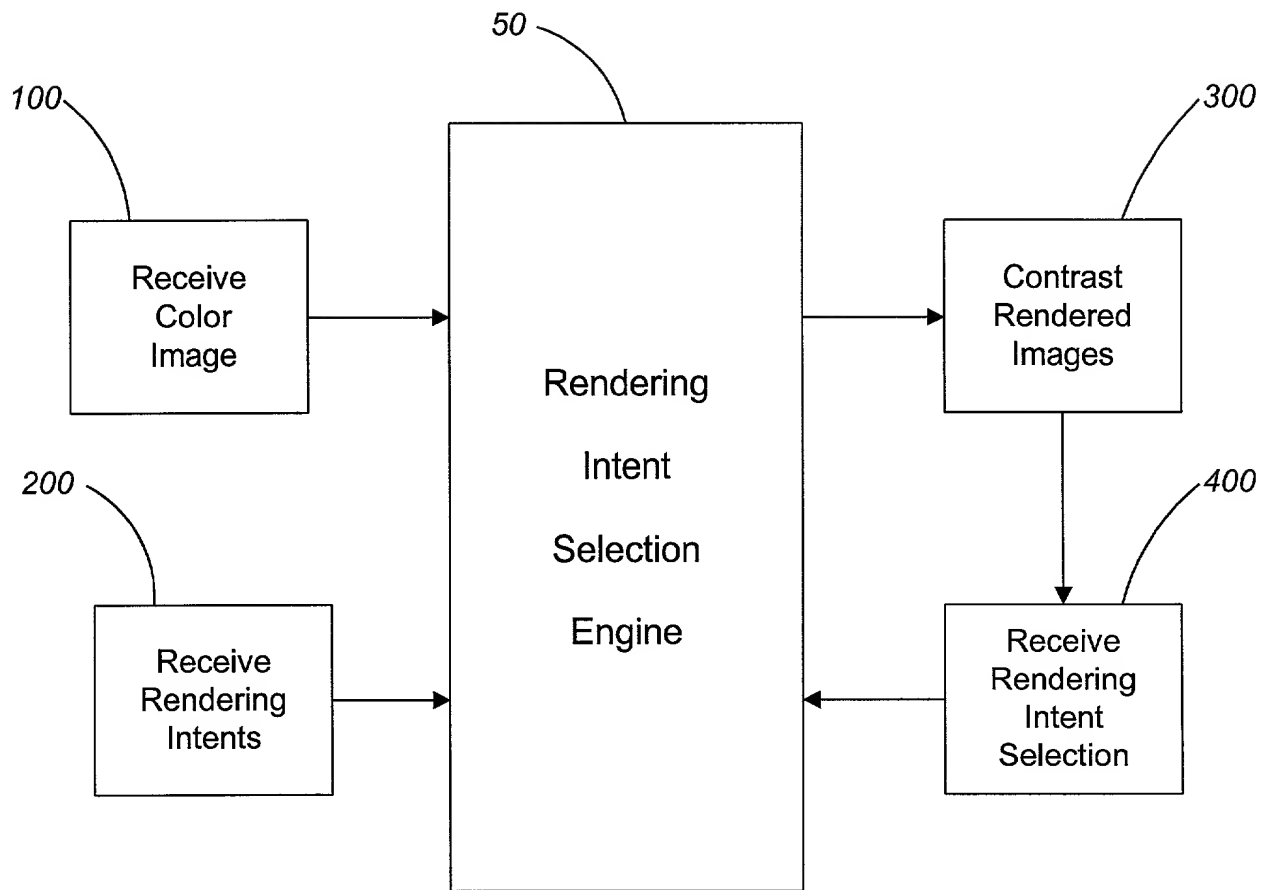 50
100
300
Receive
Color
Image
Contrast
Rendered
Images
Rendering
Intent
Selection
Engine
200
400
Receive
Rendering
Intents
Receive
Rendering
Intent
Selection